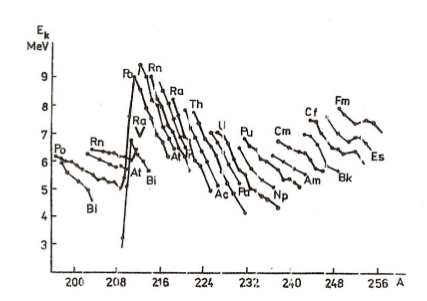 E_k
MeV
9
8
7
6
5
4
3
Po
Rn
Ra
Th
Ra
U
Pu
Cm
Cf
Fm
Po
Rn
At
Bi
Bi
At
Ac
Pa
Np
Am
Bk
Es
200 208 216 224 232 240 248 256 A